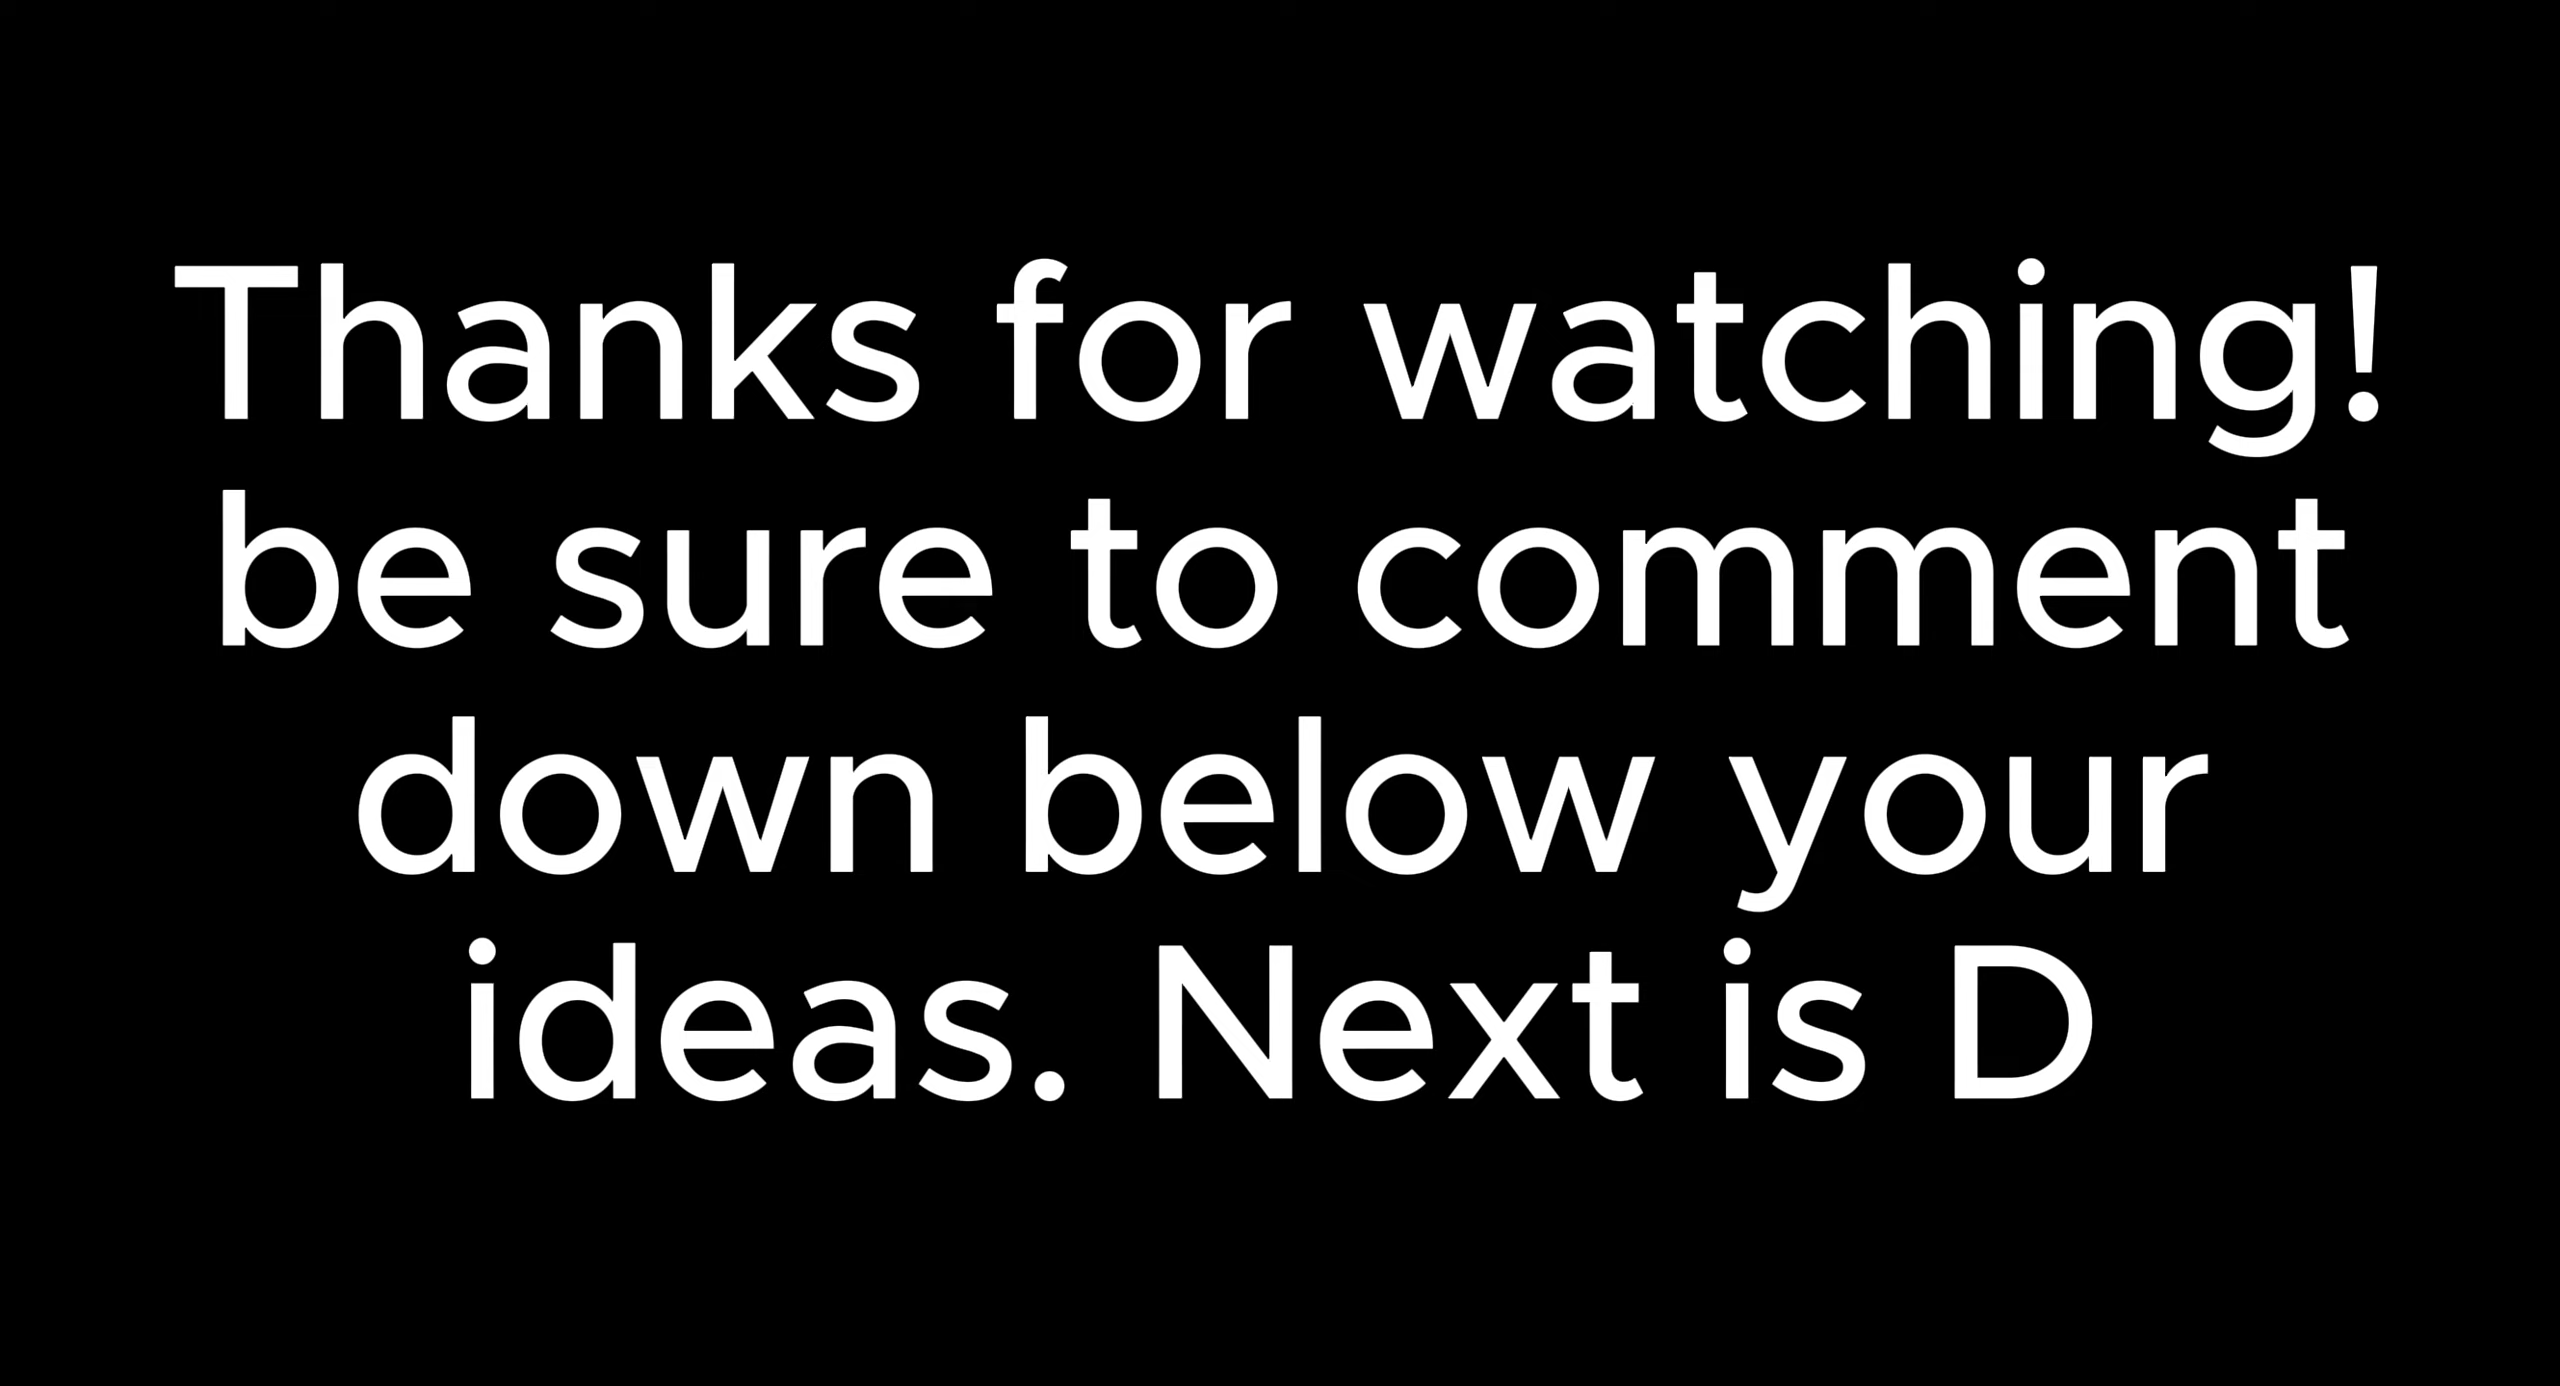 Thanks for watching!
be sure to comment
down below your
ideas. Next is D